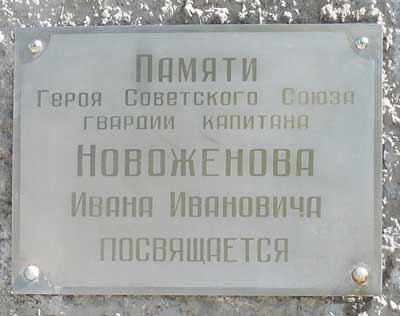 Памяти
Героя Советского Союза
гвардии капитана
Новоженова
Ивана Ивановича
посвящается